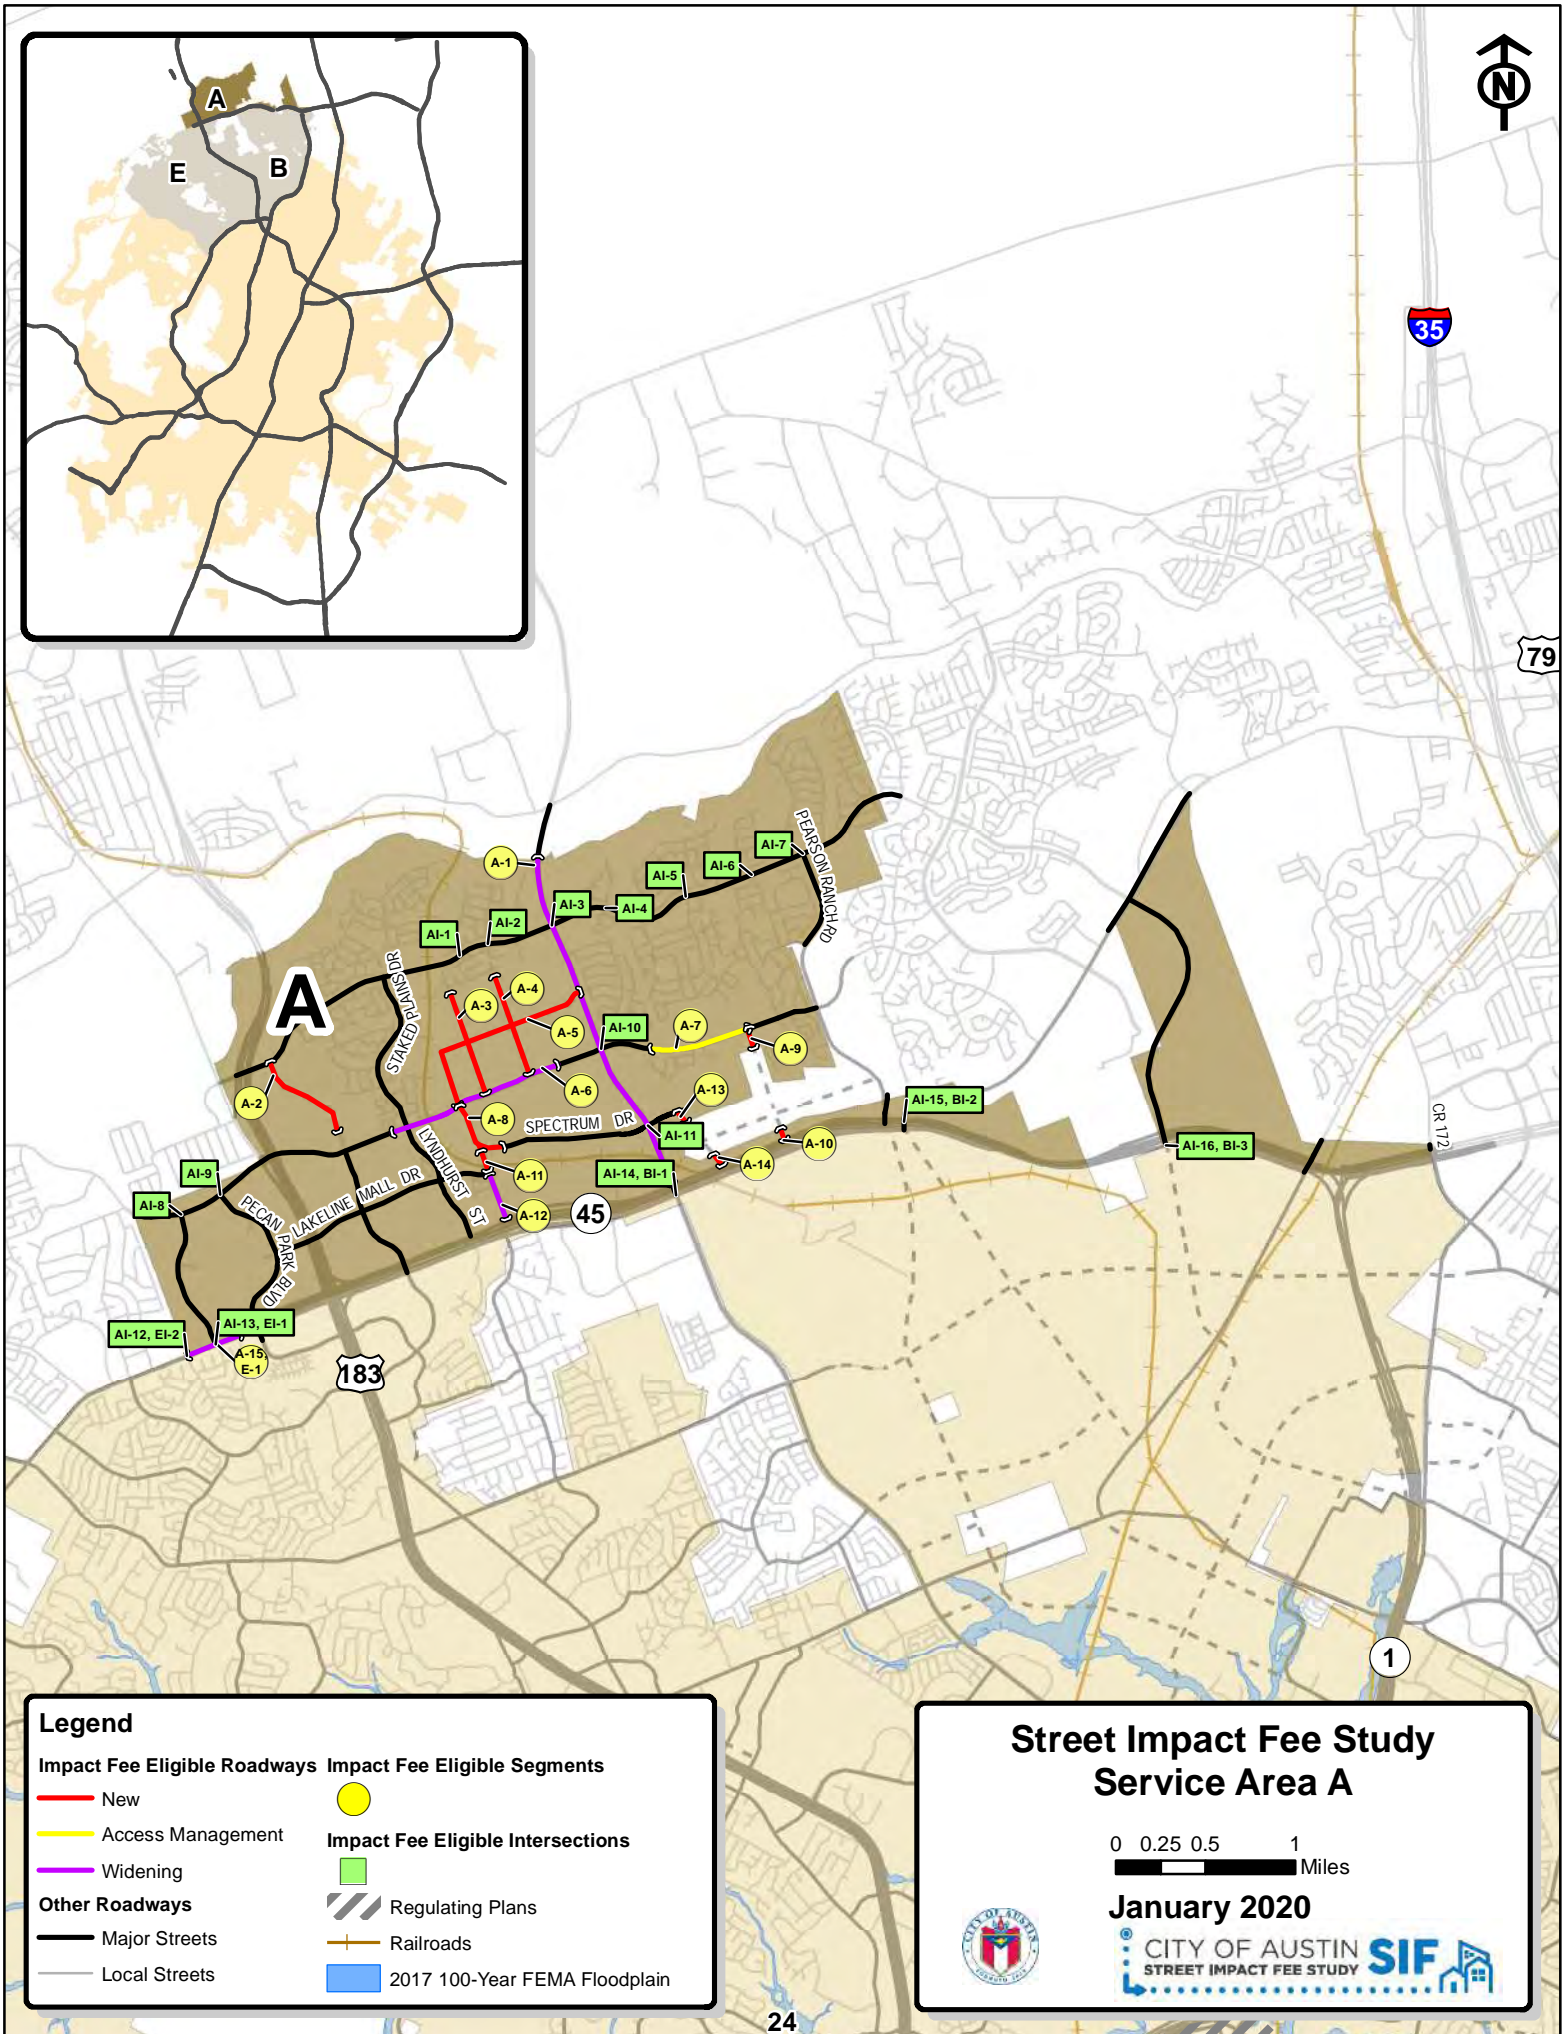 A
E
B
N
35
79
A-1
AI-7
PEARSON RANCH RD
AI-6
AI-5
AI-3
AI-4
AI-2
AI-1
STAKED PLAINS DR
A
A-4
A-3
A-5
AI-10
A-7
A-9
A-6
A-2
A-13
A-8
SPECTRUM DR
AI-15, BI-2
AI-11
A-10
CR 172
AI-16, BI-3
LYNDHURST ST
A-14
A-11
AI-14, BI-1
AI-9
LAKELINE MALL DR
AI-8
PECAN PARK BLVD
A-12
45
AI-12, EI-2
AI-13, EI-1
A-15,
E-1
183
1
Legend
Impact Fee Eligible Roadways
New
Access Management
Widening
Other Roadways
Major Streets
Local Streets
Impact Fee Eligible Segments
Impact Fee Eligible Intersections
Regulating Plans
Railroads
2017 100-Year FEMA Floodplain
Street Impact Fee Study
Service Area A
0 0.25 0.5 1
Miles
January 2020
CITY OF AUSTIN
CITY OF AUSTIN SIF
STREET IMPACT FEE STUDY
24